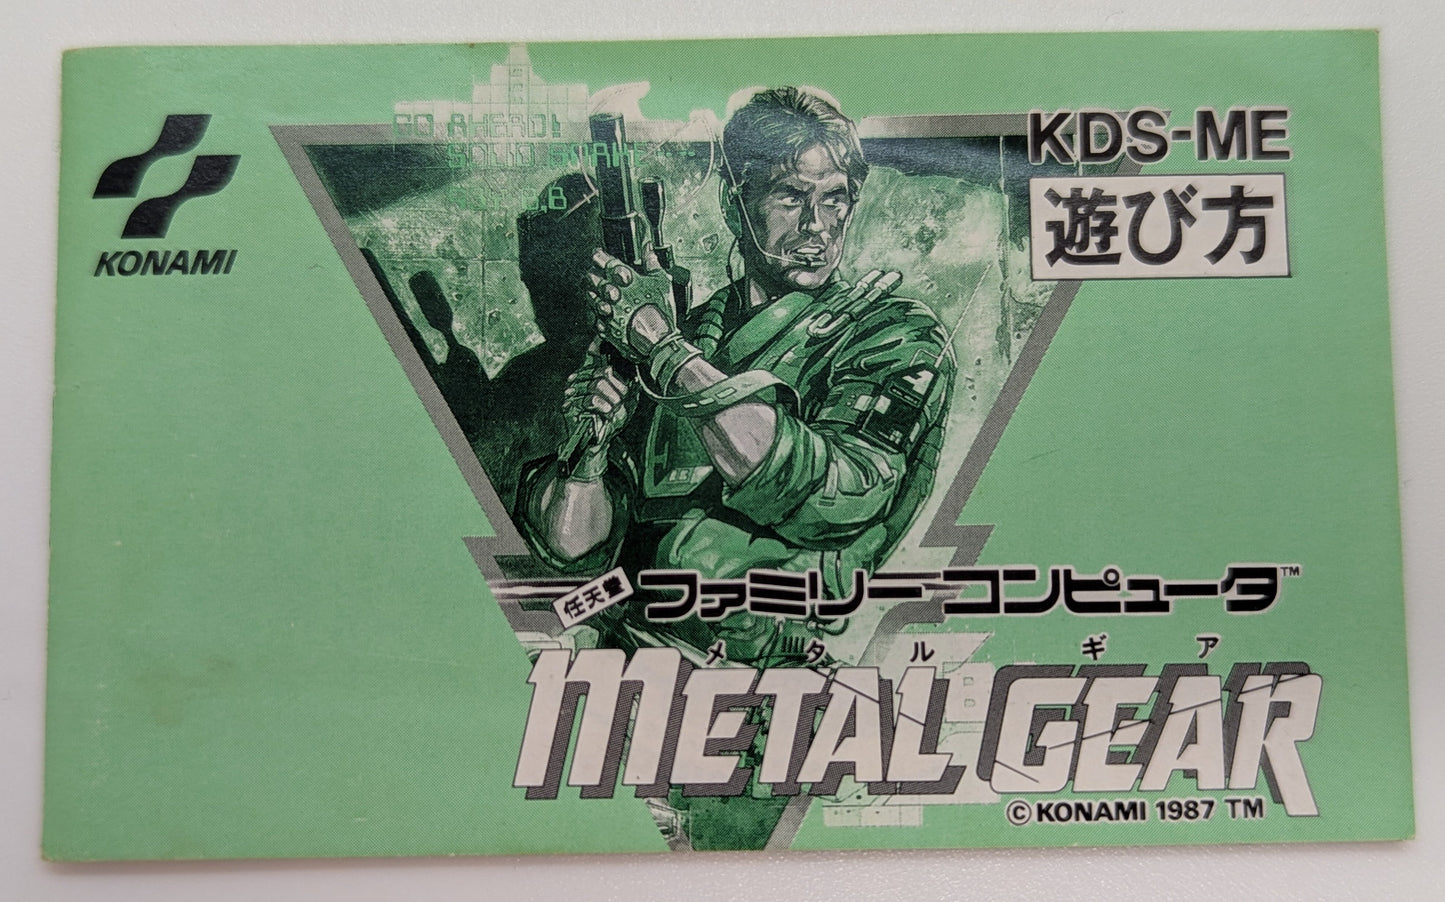 KONAMI
GO AHEAD!
SOLID SNAKE
KDS-ME
遊び方
任天堂
ファミリーコンピュータ™
メタルギア
METAL GEAR
©KONAMI 1987 TM